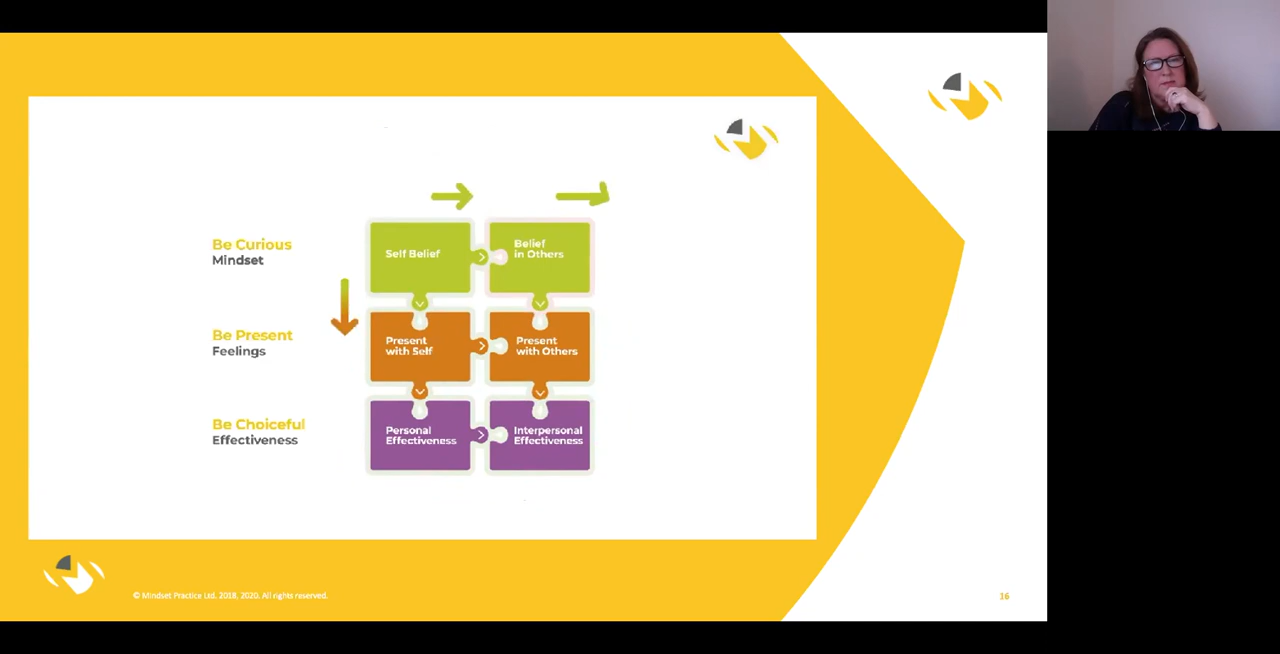 Be Curious
Mindset
Self Belief
Belief
in Others
Be Present
Feelings
Present
with Self
Present
with Others
Be Choiceful
Effectiveness
Personal
Effectiveness
Interpersonal
Effectiveness
© Mindset Practice Ltd. 2018, 2020. All rights reserved.
16